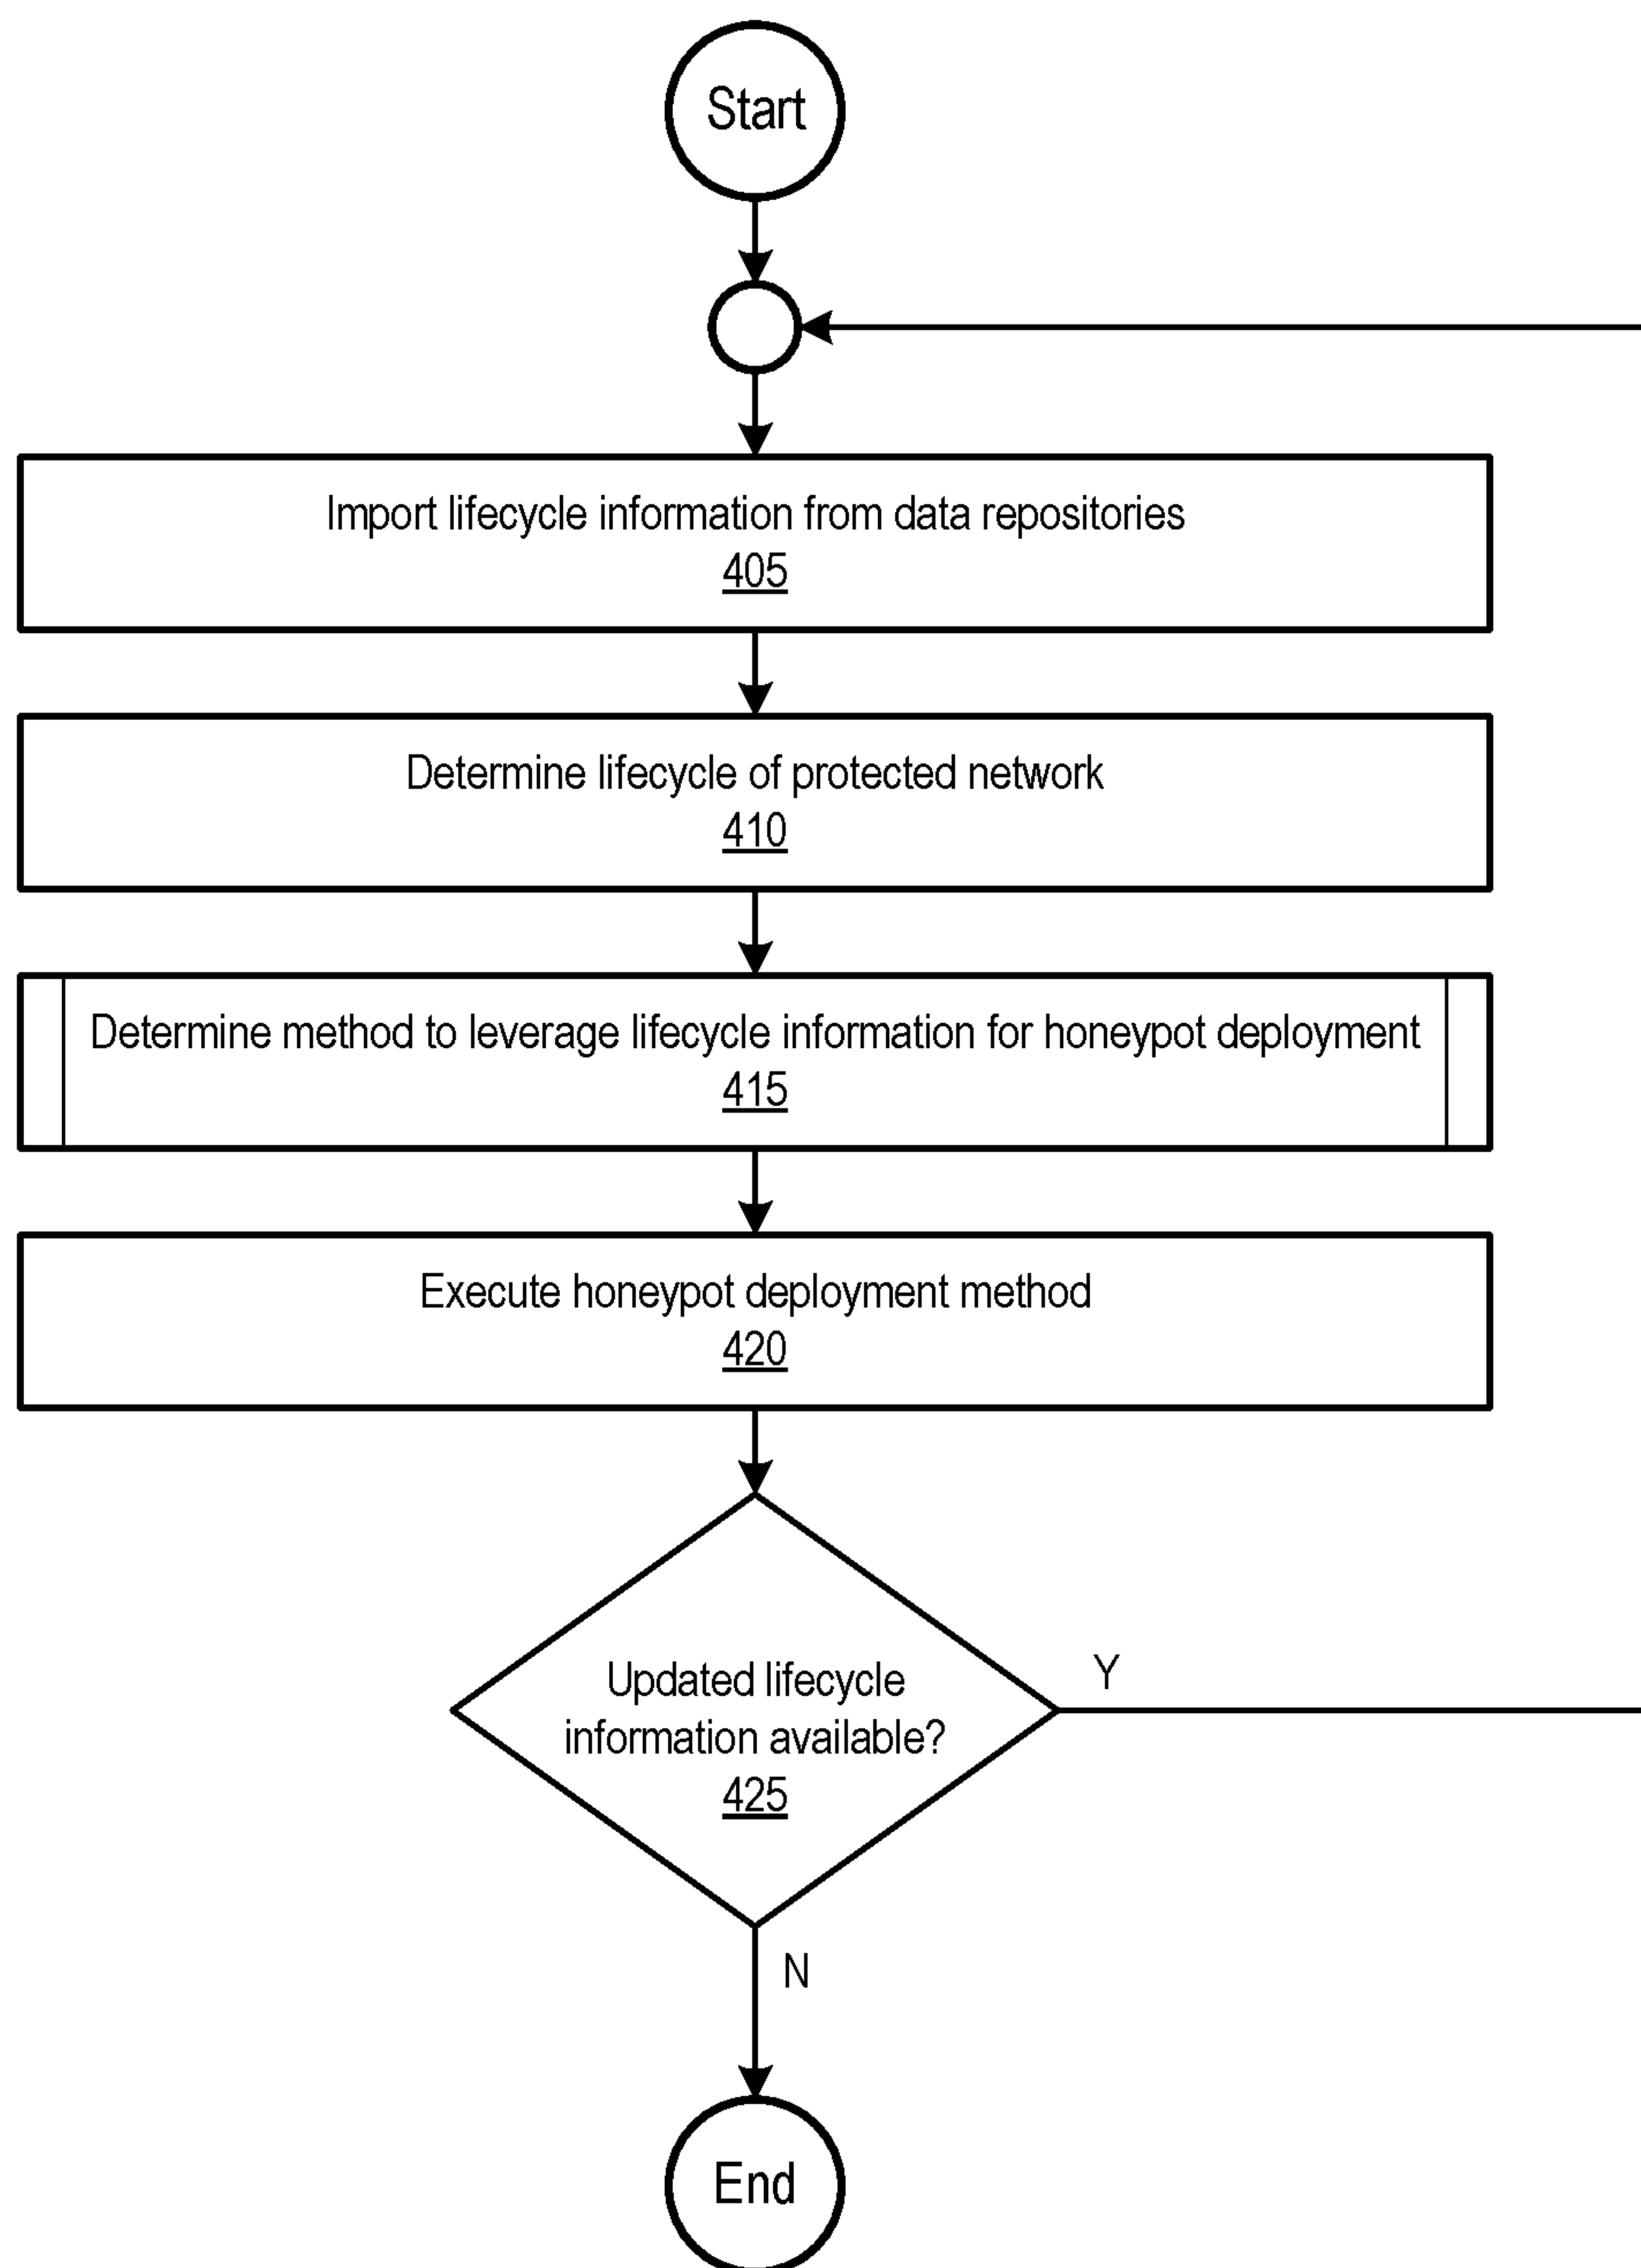 Start
Import lifecycle information from data repositories
405
Determine lifecycle of protected network
410
Determine method to leverage lifecycle information for honeypot deployment
415
Execute honeypot deployment method
420
Updated lifecycle
information available?
425
Y
N
End